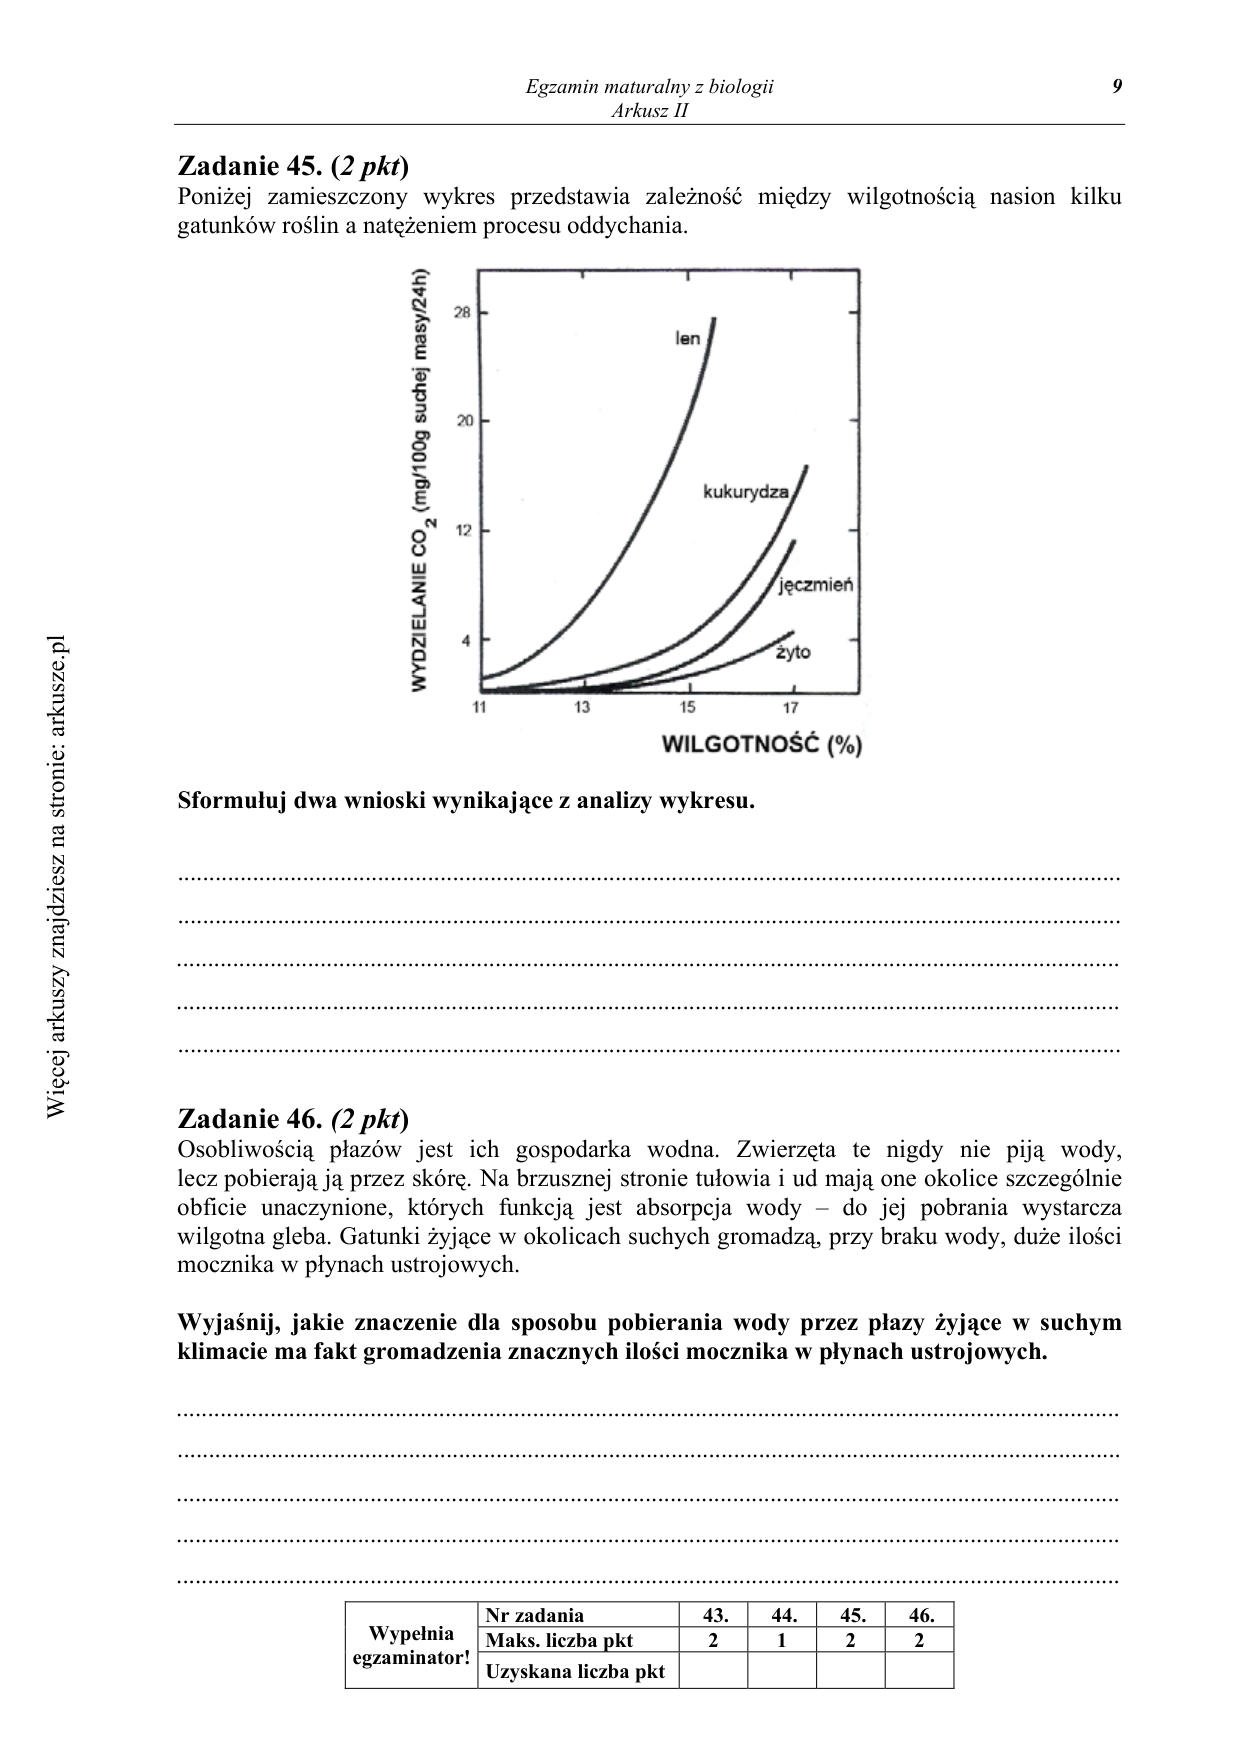 Egzamin maturalny z biologii 9
Arkusz II
Zadanie 45. (2 pkt)
Poniżej zamieszczony wykres przedstawia zależność między wilgotnością nasion kilku
gatunków roślin a natężeniem procesu oddychania.
WYDZIELANIE CO2 (mg/100g suchej masy/24h)
28
20
12
4
len
kukurydza
jęczmień
żyto
11 13 15 17
WILGOTNOŚĆ (%)
Sformułuj dwa wnioski wynikające z analizy wykresu.
Zadanie 46. (2 pkt)
Osobliwością płazów jest ich gospodarka wodna. Zwierzęta te nigdy nie piją wody,
lecz pobierają ją przez skórę. Na brzusznej stronie tułowia i ud mają one okolice szczególnie
obficie unaczynione, których funkcją jest absorpcja wody – do jej pobrania wystarcza
wilgotna gleba. Gatunki żyjące w okolicach suchych gromadzą, przy braku wody, duże ilości
mocznika w płynach ustrojowych.
Wyjaśnij, jakie znaczenie dla sposobu pobierania wody przez płazy żyjące w suchym
klimacie ma fakt gromadzenia znacznych ilości mocznika w płynach ustrojowych.
Wypełnia
egzaminator!
Nr zadania 43. 44. 45. 46.
Maks. liczba pkt 2 1 2 2
Uzyskana liczba pkt
Więcej arkuszy znajdziesz na stronie: arkusze.pl